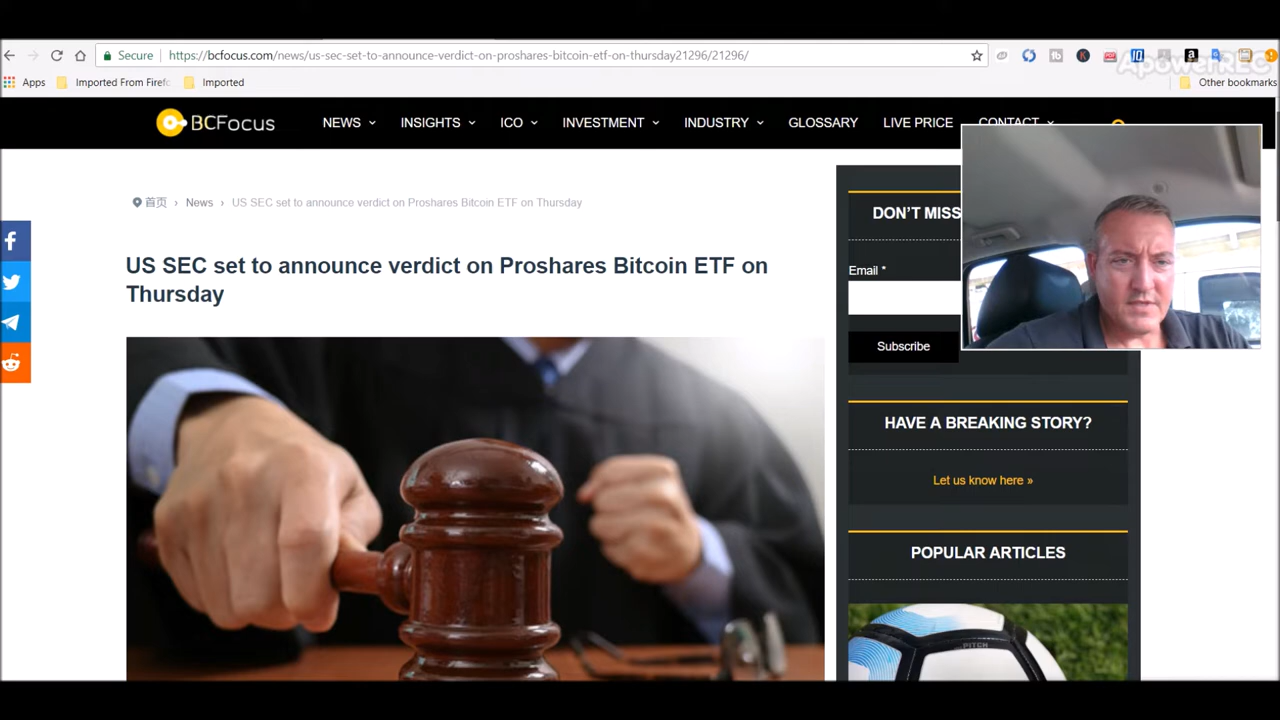 ApowerREC
Secure
https://bcfocus.com/news/us-sec-set-to-announce-verdict-on-proshares-bitcoin-etf-on-thursday21296/21296/
Apps
Imported From Firefc
Imported
Other bookmarks
BCFocus
NEWS
INSIGHTS
ICO
INVESTMENT
INDUSTRY
GLOSSARY
LIVE PRICE
CONTACT
首页 › News › US SEC set to announce verdict on Proshares Bitcoin ETF on Thursday
US SEC set to announce verdict on Proshares Bitcoin ETF on
Thursday
DON'T MISS
Email *
Subscribe
HAVE A BREAKING STORY?
Let us know here »
POPULAR ARTICLES
PITCH